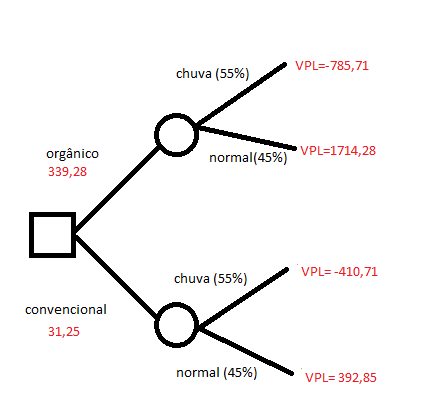 chuva (55%)
VPL=-785,71
orgânico
339,28
normal(45%)
VPL=1714,28
chuva (55%)
VPL= -410,71
convencional
31,25
normal (45%)
VPL= 392,85